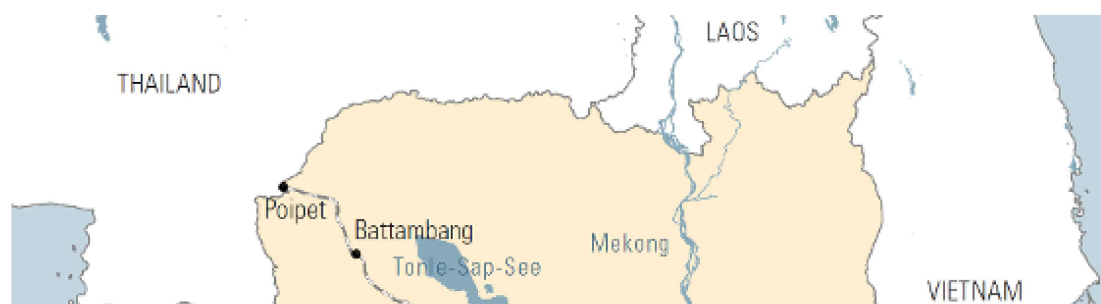 LAOS
THAILAND
Poipet
Battambang
Mekong
Tonle-Sap-See
VIETNAM